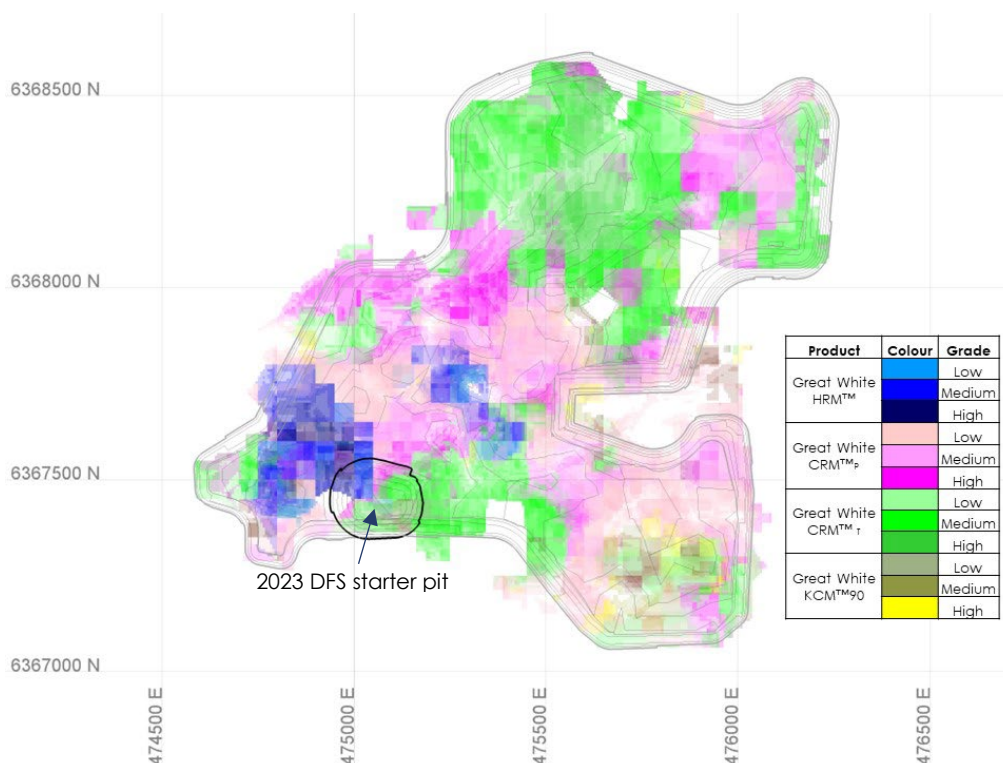 6368500 N
6368000 N
Product Colour Grade
Great White HRM™
Low
Medium
High
Great White CRM™P
Low
Medium
High
Great White CRM™T
Low
Medium
High
Great White KCM™90
Low
Medium
High
6367500 N
2023 DFS starter pit
6367000 N
474500 E
475000 E
475500 E
476000 E
476500 E